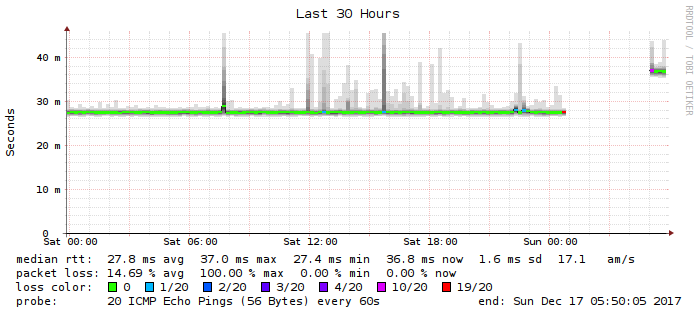 Last 30 Hours
RRDTOOL / TOBI OETIKER
Seconds
40 m
30 m
20 m
10 m
0
Sat 00:00 Sat 06:00 Sat 12:00 Sat 18:00 Sun 00:00
median rtt: 27.8 ms avg 37.0 ms max 27.4 ms min 36.8 ms now 1.6 ms sd 17.1 am/s
packet loss: 14.69 % avg 100.00 % max 0.00 % min 0.00 % now
loss color: 0 1/20 2/20 3/20 4/20 10/20 19/20
probe: 20 ICMP Echo Pings (56 Bytes) every 60s end: Sun Dec 17 05:50:05 2017